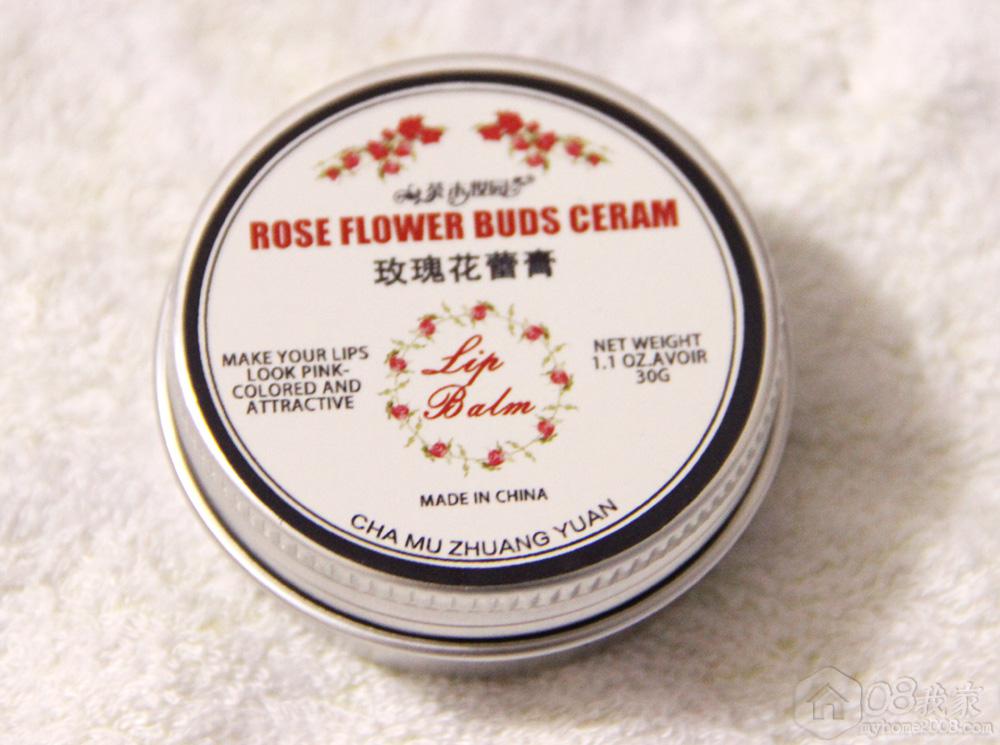 ROSE FLOWER BUDS CERAM
玫瑰花蕾膏
MAKE YOUR LIPS
LOOK PINK-
COLORED AND
ATTRACTIVE
Lip
Balm
NET WEIGHT
1.1 OZ.AVOIR
30G
MADE IN CHINA
CHA MU ZHUANG YUAN
08我家
myhome2008.com